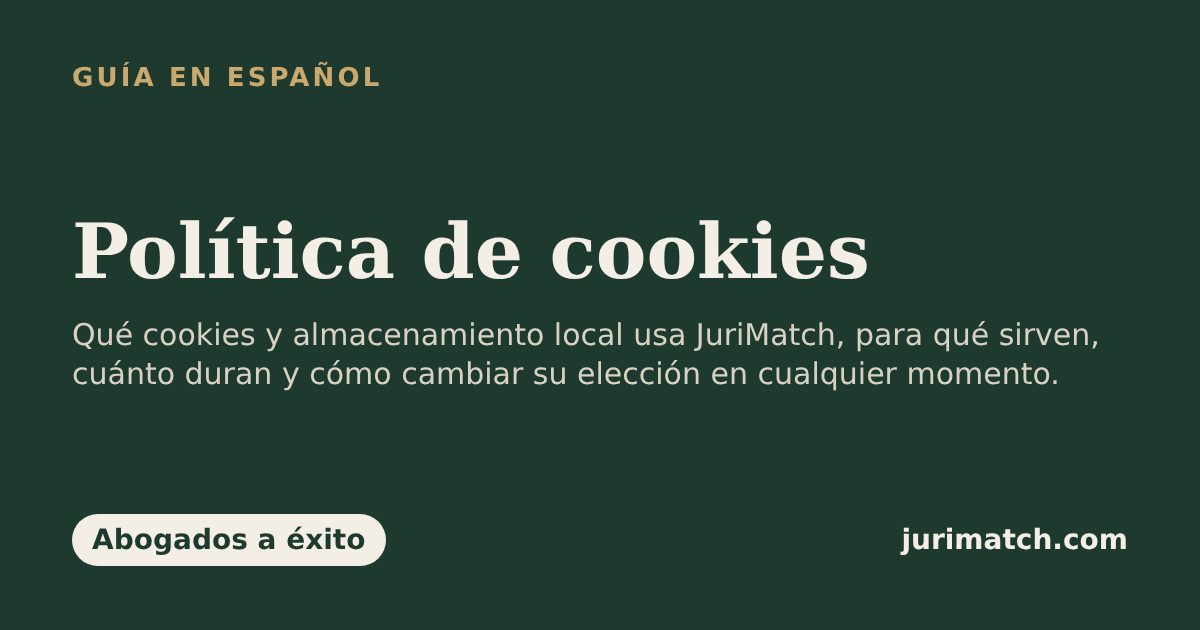 GUÍA EN ESPAÑOL
Política de cookies
Qué cookies y almacenamiento local usa JuriMatch, para qué sirven,
cuánto duran y cómo cambiar su elección en cualquier momento.
Abogados a éxito
jurimatch.com